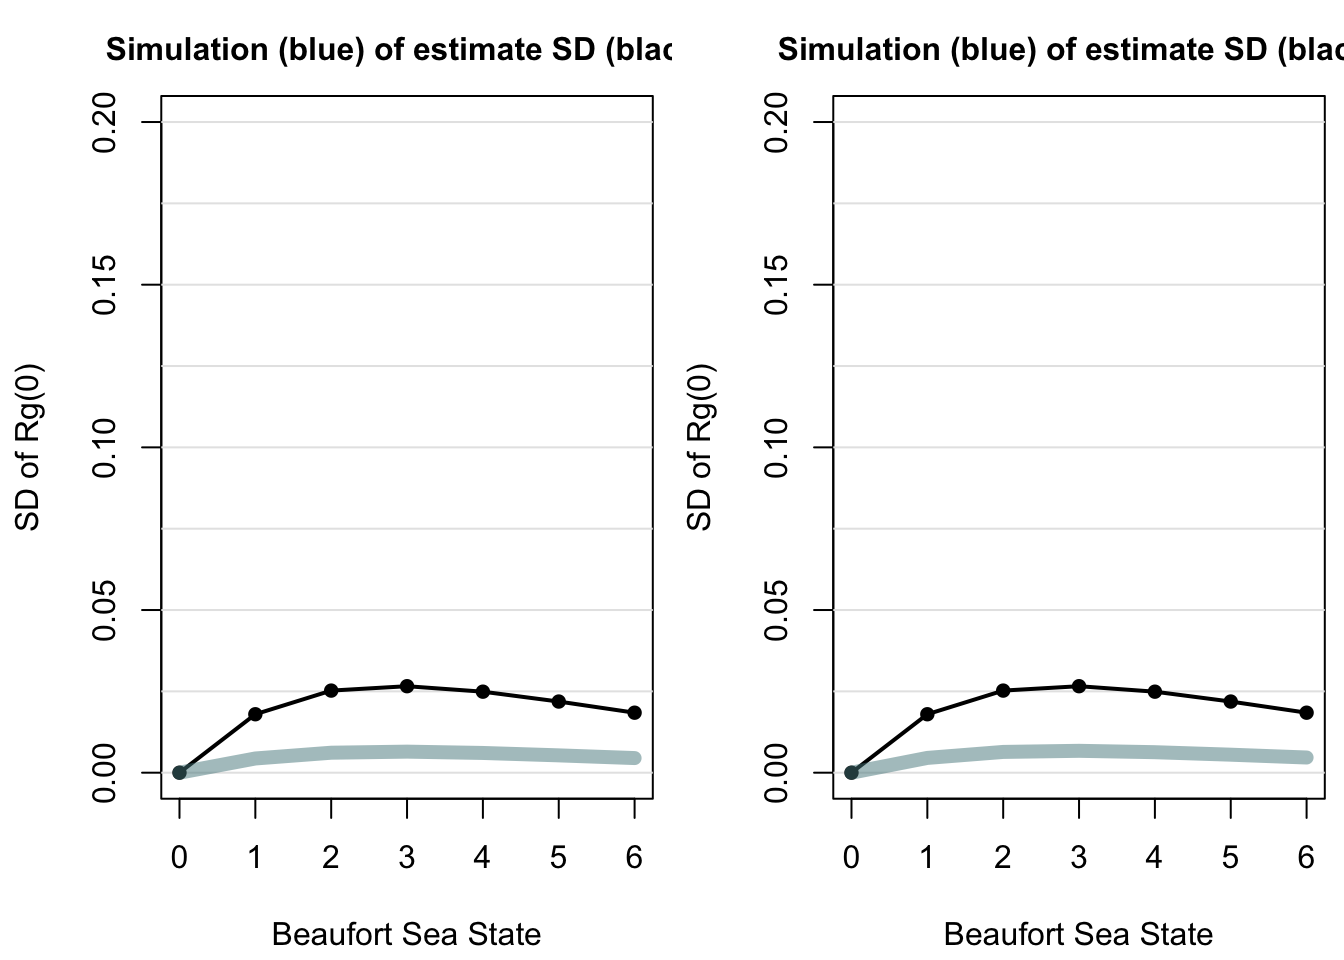 Simulation (blue) of estimate SD (blac
SD of Rg(0)
0.20
0.15
0.10
0.05
0.00
0 1 2 3 4 5 6
Beaufort Sea State
Simulation (blue) of estimate SD (blac
SD of Rg(0)
0.20
0.15
0.10
0.05
0.00
0 1 2 3 4 5 6
Beaufort Sea State